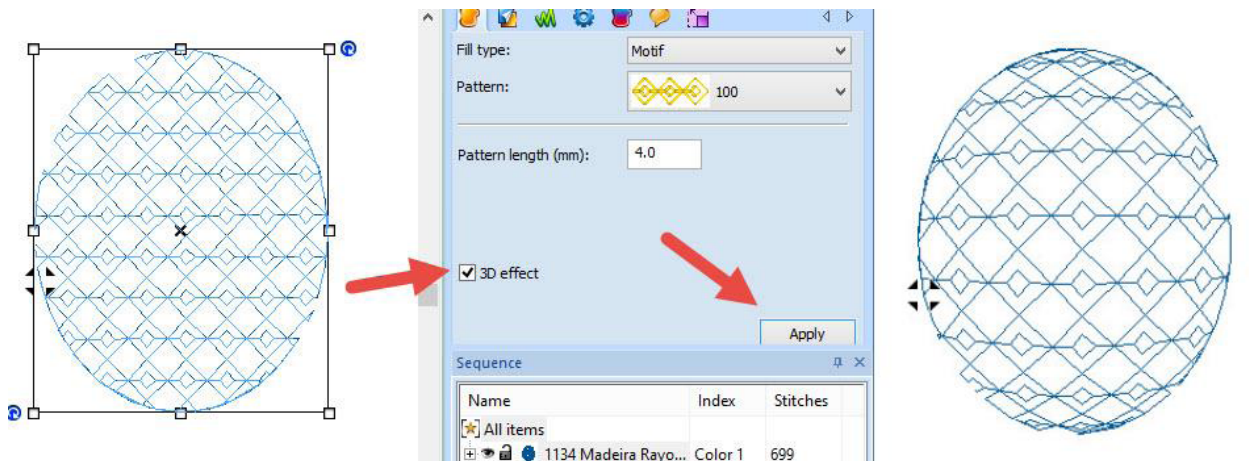 Fill type: Motif
Pattern: 100
Pattern length (mm): 4.0
3D effect
Apply
Sequence
Name Index Stitches
All items
1134 Madeira Rayo... Color 1 699